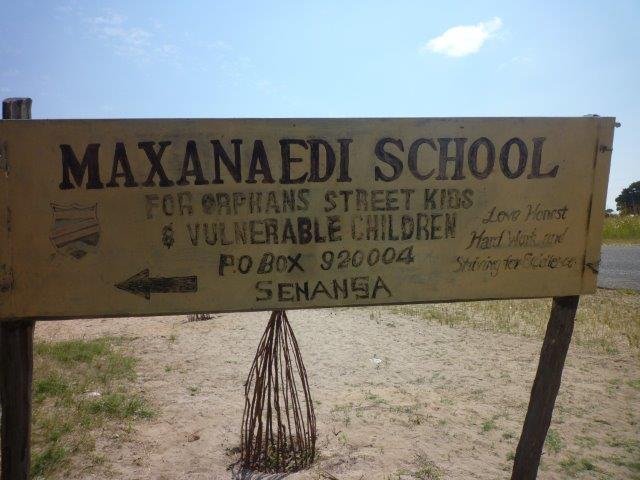 MAXANAEDI SCHOOL
FOR ORPHANS STREET KIDS
& VULNERABLE CHILDREN
P.O BOX 920004
SENANGA
Love Honest
Hard Work and
Striving for Excellence